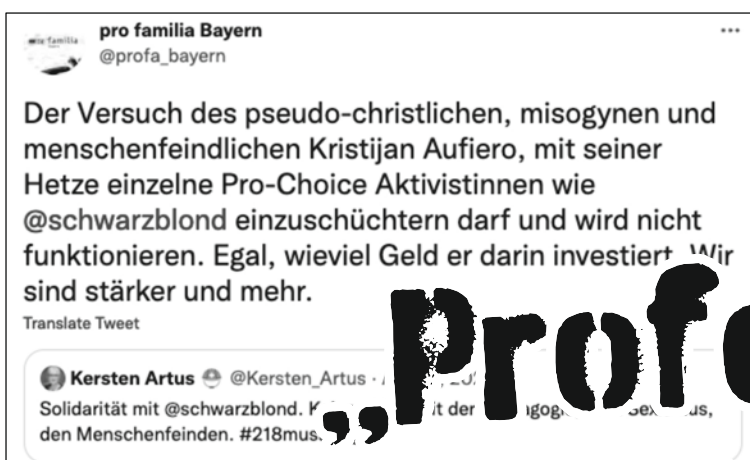 pro familia Bayern
@profa_bayern
Der Versuch des pseudo-christlichen, misogynen und
menschenfeindlichen Kristijan Aufiero, mit seiner
Hetze einzelne Pro-Choice Aktivistinnen wie
@schwarzblond einzuschüchtern darf und wird nicht
funktionieren. Egal, wieviel Geld er darin investiert. Wir
sind stärker und mehr.
Translate Tweet
Kersten Artus @Kersten_Artus ·
Solidarität mit @schwarzblond. der
den Menschenfeinden.
„Prof